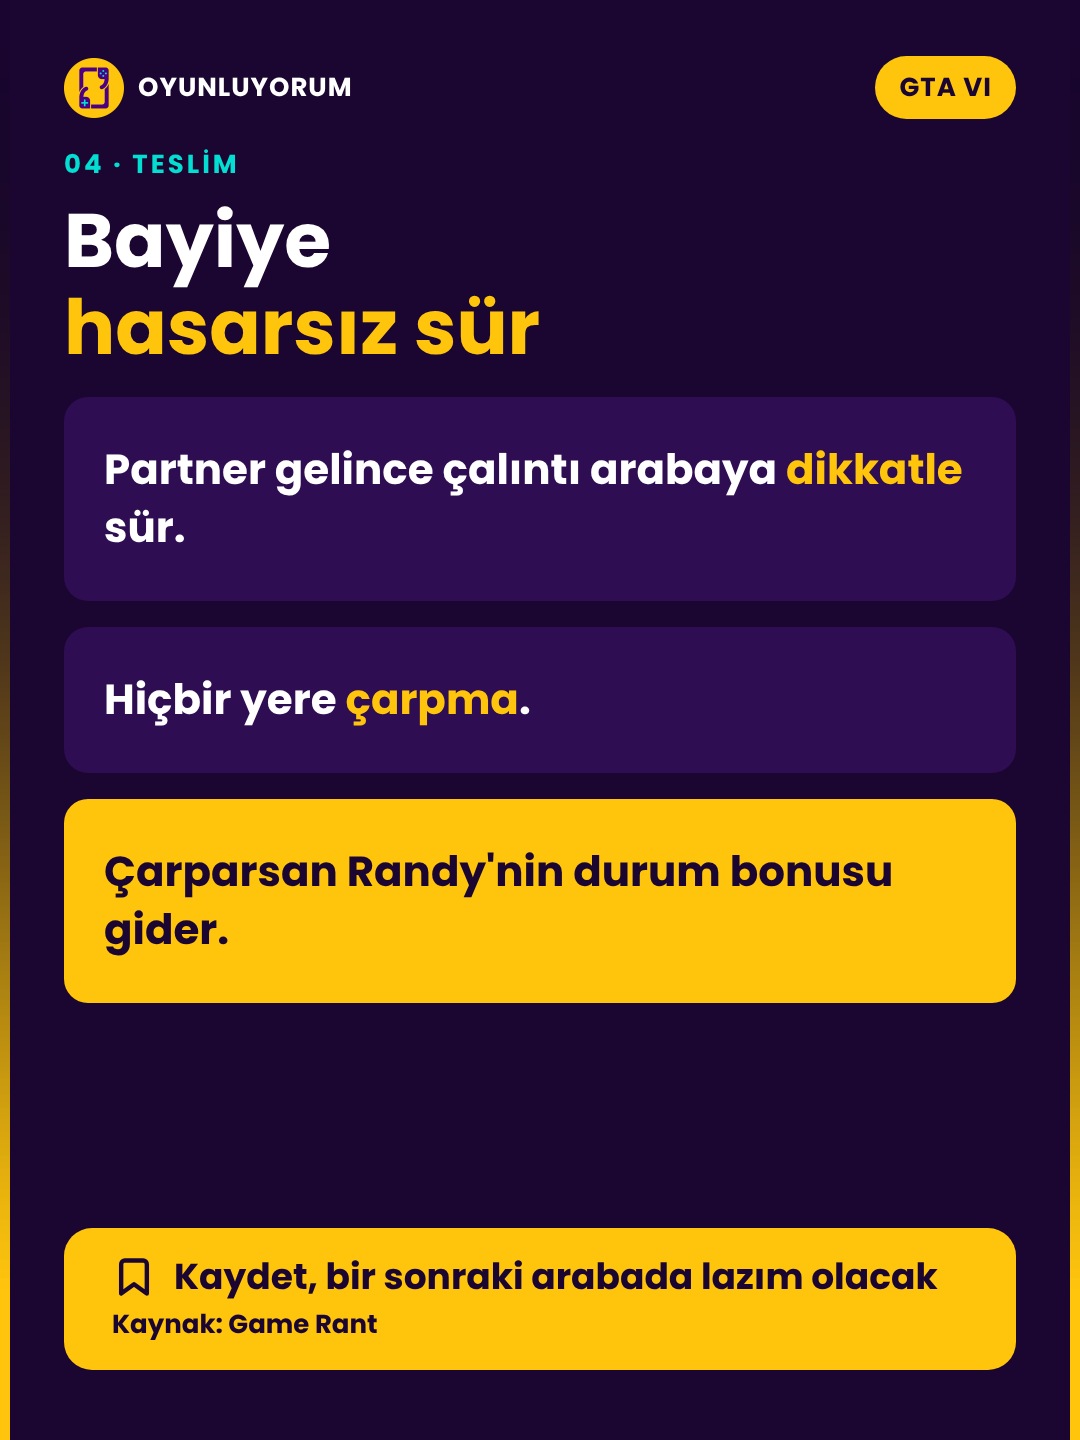 OYUNLUYORUM
GTA VI
04 · TESLİM
Bayiye
hasarsız sür
Partner gelince çalıntı arabaya dikkatle
sür.
Hiçbir yere çarpma.
Çarparsan Randy'nin durum bonusu
gider.
Kaydet, bir sonraki arabada lazım olacak
Kaynak: Game Rant